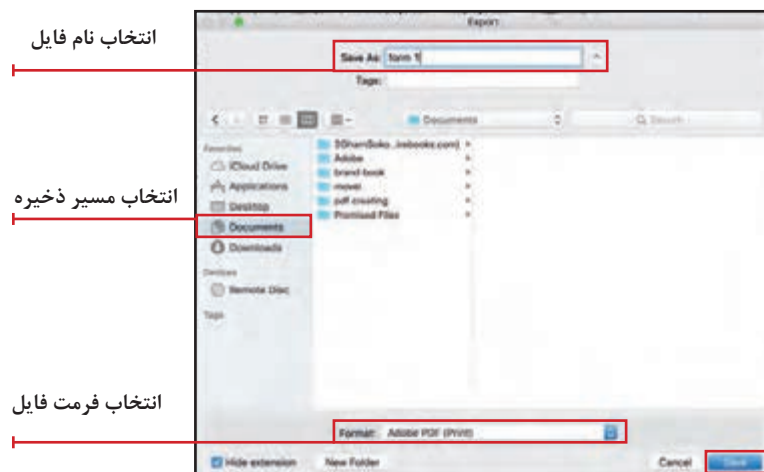 Export
انتخاب نام فایل
Save As: form 1
Tags:
Documents
Search
Favorites
iCloud Drive
Adobe
brand-book
Applications
pdf creating
Desktop
Promised Files
انتخاب مسیر ذخیره
Documents
Downloads
Devices
Remote Disc
Tags
انتخاب فرمت فایل
Format: Adobe PDF (Print)
Hide extension
New Folder
Cancel
Save